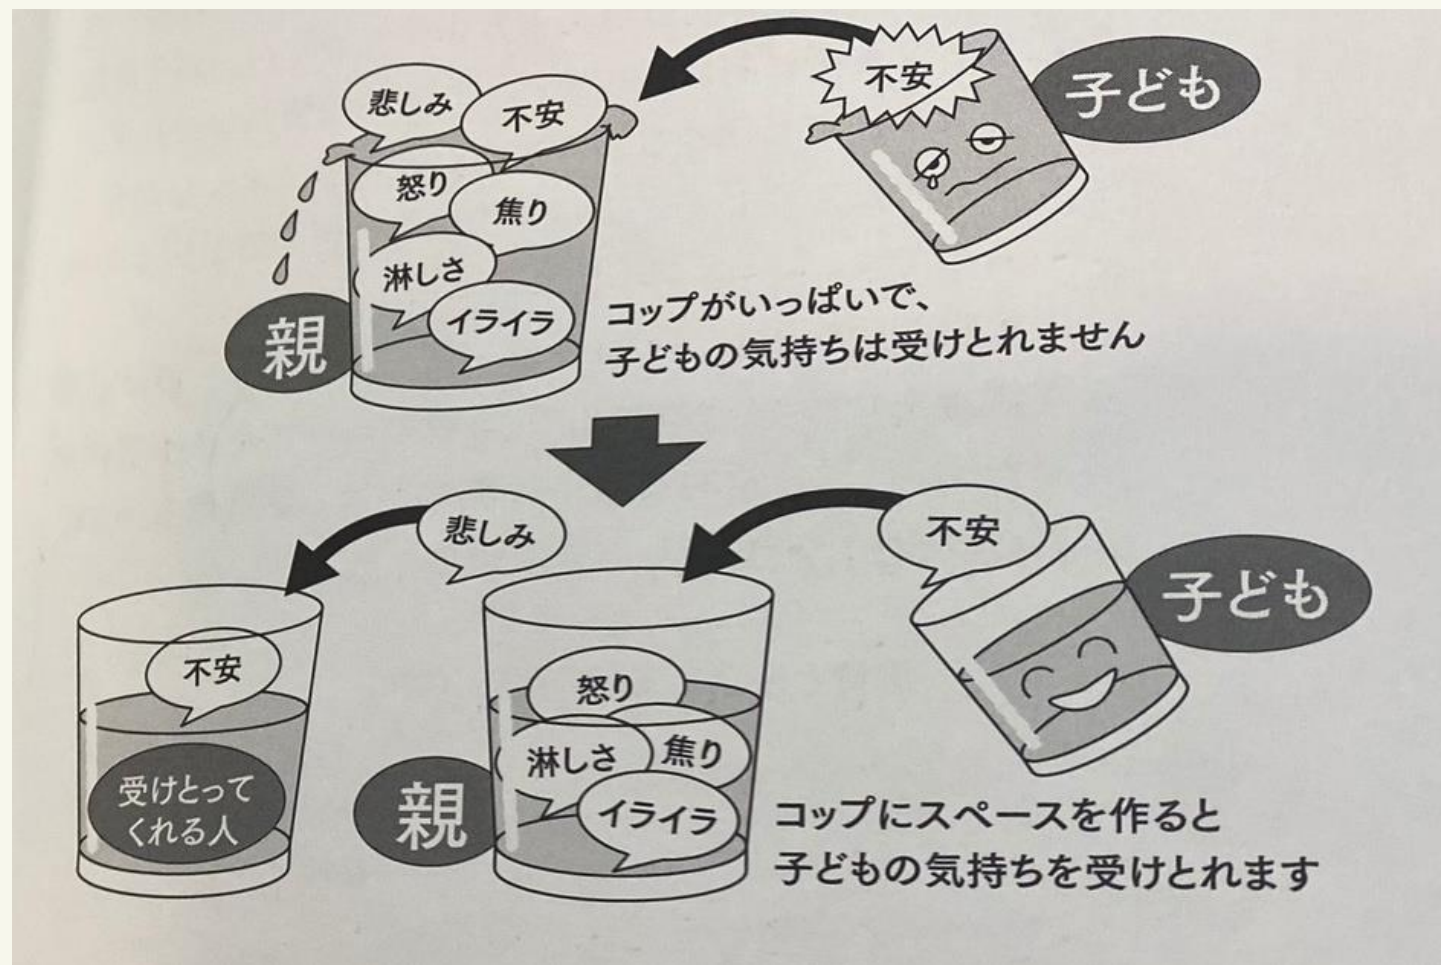 不安
子ども
悲しみ
不安
怒り
焦り
淋しさ
イライラ
親
コップがいっぱいで、
子どもの気持ちは受けとれません
悲しみ
不安
子ども
不安
受けとって
くれる人
怒り
淋しさ
焦り
イライラ
親
コップにスペースを作ると
子どもの気持ちを受けとれます